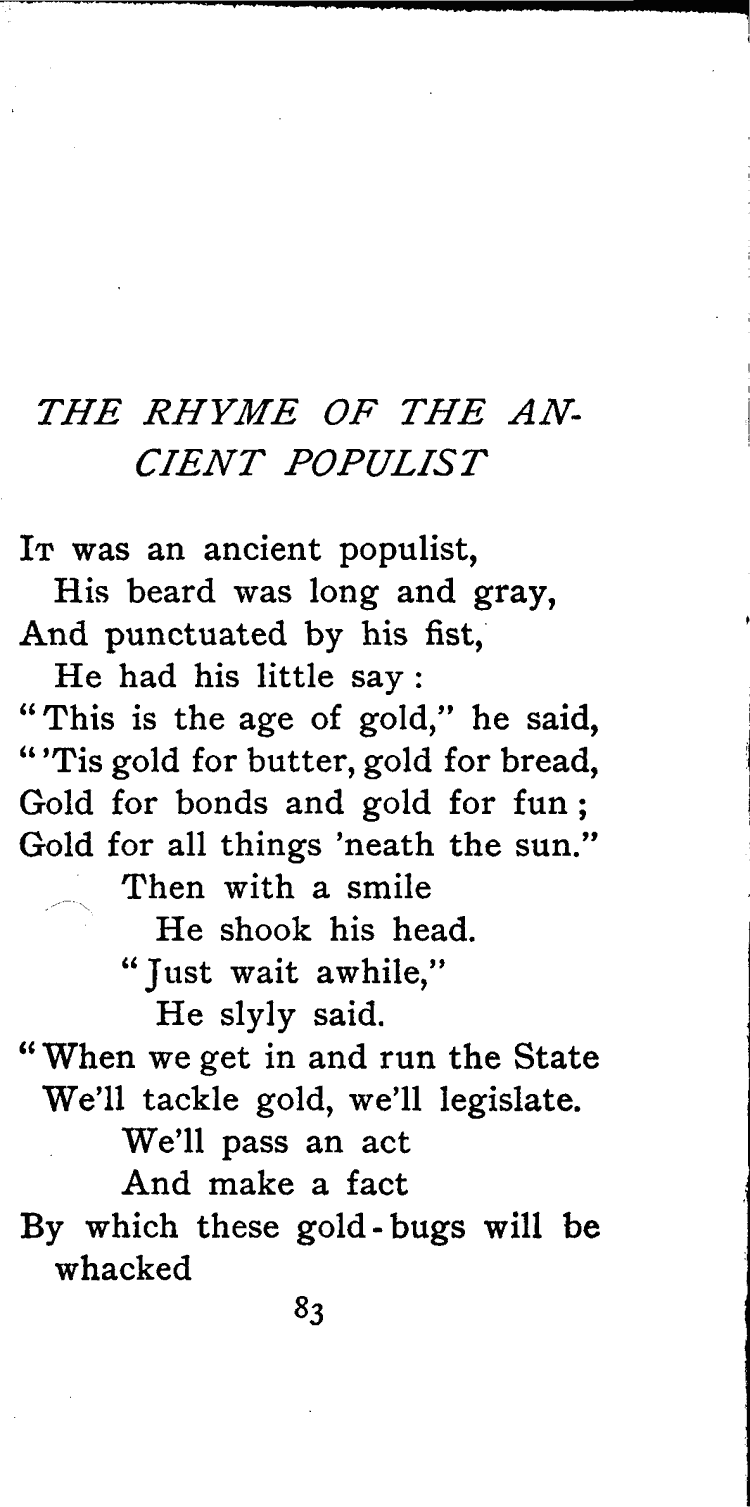 THE RHYME OF THE AN-
CIENT POPULIST
IT was an ancient populist,
His beard was long and gray,
And punctuated by his fist,
He had his little say :
“This is the age of gold,” he said,
“’Tis gold for butter, gold for bread,
Gold for bonds and gold for fun ;
Gold for all things ’neath the sun.”
Then with a smile
He shook his head.
“Just wait awhile,”
He slyly said.
“When we get in and run the State
We’ll tackle gold, we’ll legislate.
We’ll pass an act
And make a fact
By which these gold-bugs will be
whacked
83